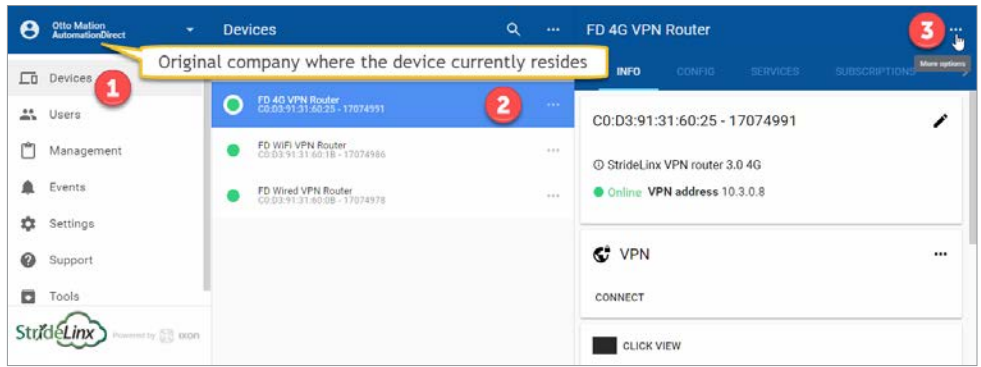 Otto Mation
AutomationDirect
Devices
FD 4G VPN Router
3
More options
Original company where the device currently resides
INFO
CONFIG
SERVICES
SUBSCRIPTIONS
Devices
1
FD 4G VPN Router
C0:D3:91:31:60:25 - 17074991
2
C0:D3:91:31:60:25 - 17074991
Users
Management
FD WiFi VPN Router
C0:D3:91:31:60:1B - 17074986
StrideLinx VPN router 3.0 4G
Events
FD Wired VPN Router
C0:D3:91:31:60:0B - 17074978
Online VPN address 10.3.0.8
Settings
Support
VPN
Tools
CONNECT
StrideLinx
Powered by ixon
CLICK VIEW